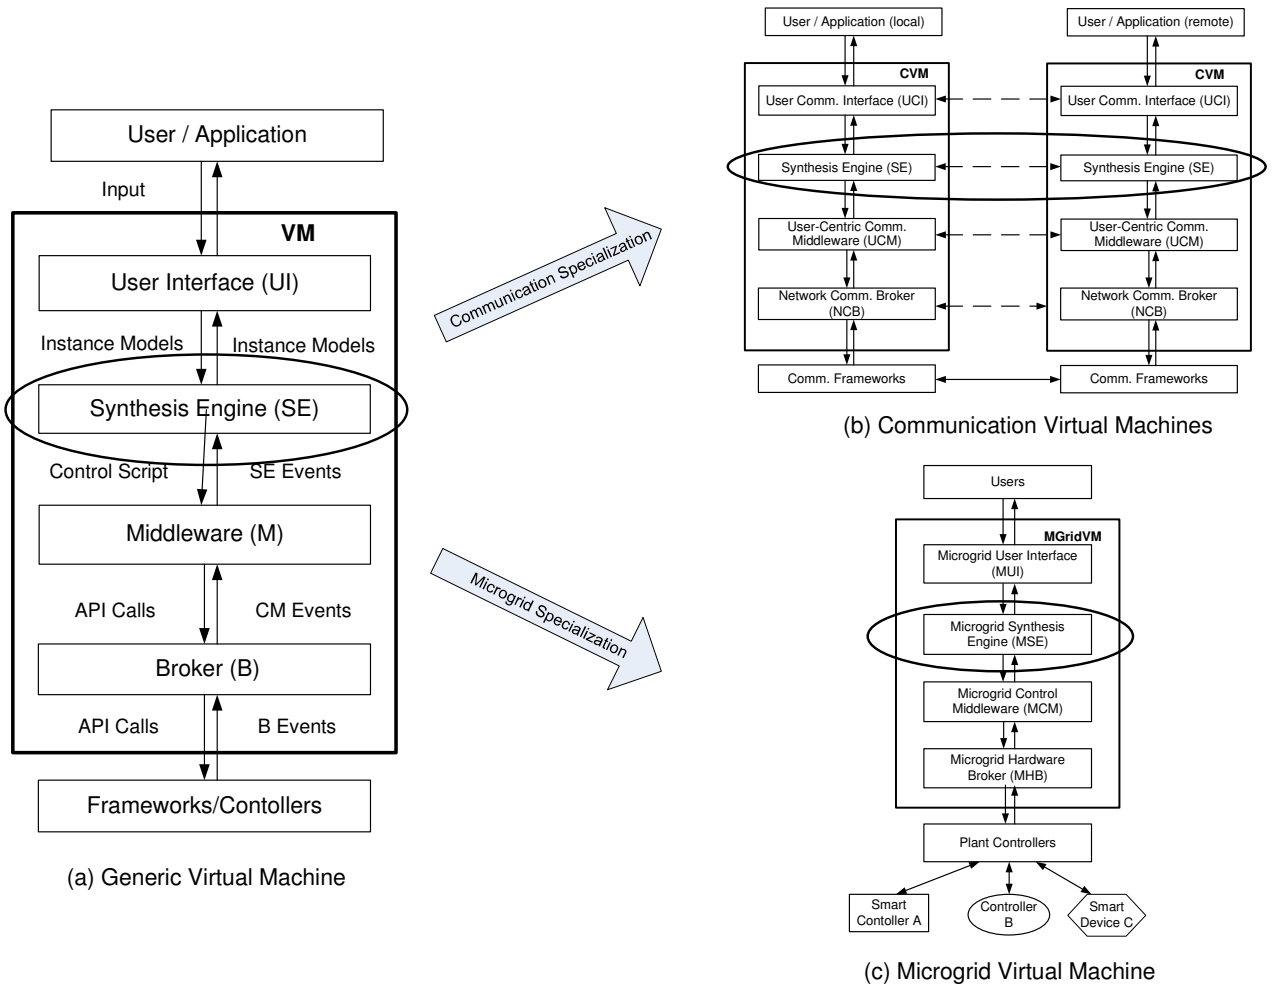 User / Application
Input
VM
User Interface (UI)
Instance Models
Instance Models
Synthesis Engine (SE)
Control Script
SE Events
Middleware (M)
API Calls
CM Events
Broker (B)
API Calls
B Events
Frameworks/Contollers
(a) Generic Virtual Machine
Communication Specialization
Microgrid Specialization
User / Application (local)
User / Application (remote)
CVM
CVM
User Comm. Interface (UCI)
User Comm. Interface (UCI)
Synthesis Engine (SE)
Synthesis Engine (SE)
User-Centric Comm.
Middleware (UCM)
User-Centric Comm.
Middleware (UCM)
Network Comm. Broker
(NCB)
Network Comm. Broker
(NCB)
Comm. Frameworks
Comm. Frameworks
(b) Communication Virtual Machines
Users
MGridVM
Microgrid User Interface
(MUI)
Microgrid Synthesis
Engine (MSE)
Microgrid Control
Middleware (MCM)
Microgrid Hardware
Broker (MHB)
Plant Controllers
Smart
Contoller A
Controller
B
Smart
Device C
(c) Microgrid Virtual Machine